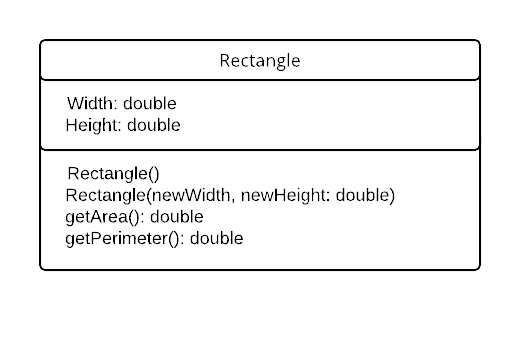 Rectangle
Width: double
Height: double
Rectangle()
Rectangle(newWidth, newHeight: double)
getArea(): double
getPerimeter(): double